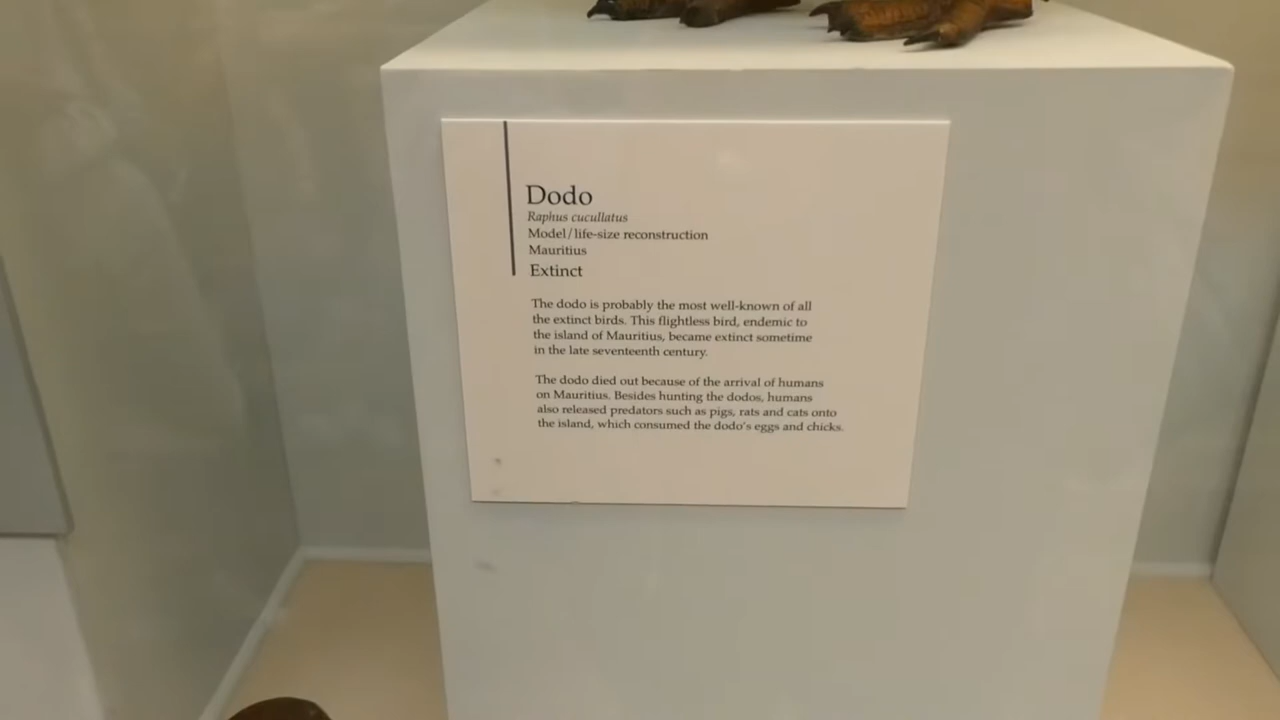 Dodo
Raphus cucullatus
Model/life-size reconstruction
Mauritius
Extinct
The dodo is probably the most well-known of all
the extinct birds. This flightless bird, endemic to
the island of Mauritius, became extinct sometime
in the late seventeenth century.
The dodo died out because of the arrival of humans
on Mauritius. Besides hunting the dodos, humans
also released predators such as pigs, rats and cats onto
the island, which consumed the dodo's eggs and chicks.